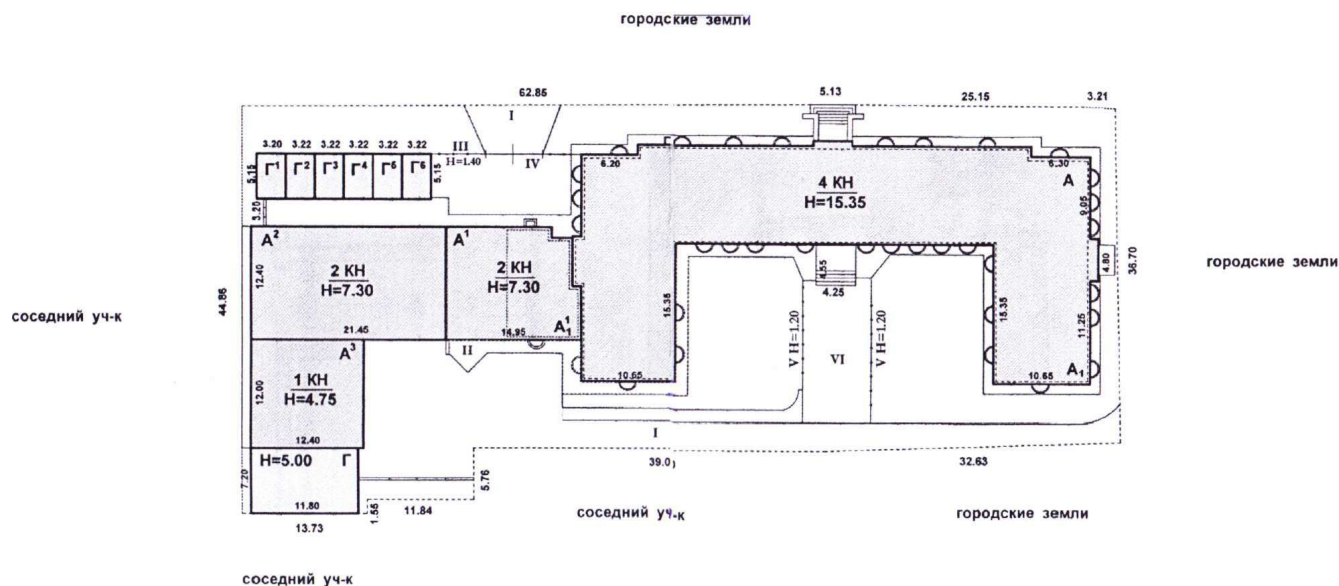 городские земли
62.85
5.13
25.15
3.21
I
3.20 3.22 3.22 3.22 3.22 3.22
III
H=1.40
IV
5.15
Г1 Г2 Г3 Г4 Г5 Г6
5.15
6.20
4 КН
H=15.35
6.30
А
9.05
3.20
А2
А1
2 КН
H=7.30
2 КН
H=7.30
12.40
21.45
14.95
А11
4.55
4.25
4.80
36.70
городские земли
44.86
соседний уч-к
15.35
15.35
11.25
V H=1.20
V H=1.20
VI
II
А3
1 КН
H=4.75
12.00
12.40
10.65
10.65
А1
I
H=5.00
Г
7.20
11.80
13.73
1.55
11.84
5.76
39.0
32.63
соседний уч-к
городские земли
соседний уч-к